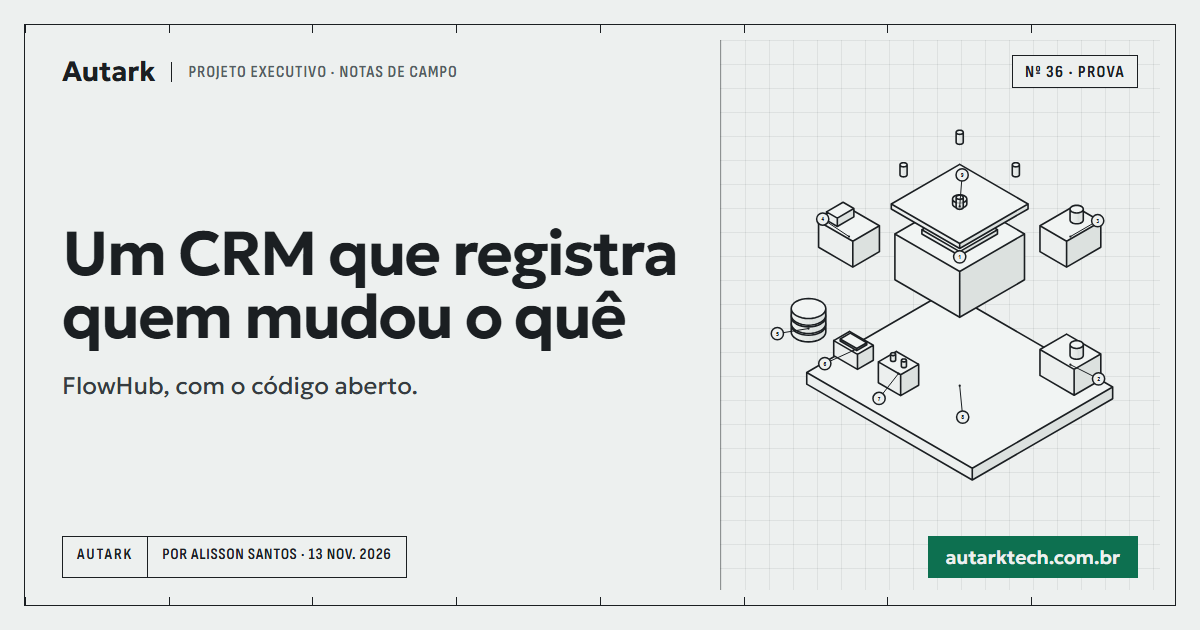 Autark
PROJETO EXECUTIVO · NOTAS DE CAMPO
Nº 36 · PROVA
Um CRM que registra
quem mudou o quê
FlowHub, com o código aberto.
AUTARK
POR ALISSON SANTOS · 13 NOV. 2026
autarktech.com.br